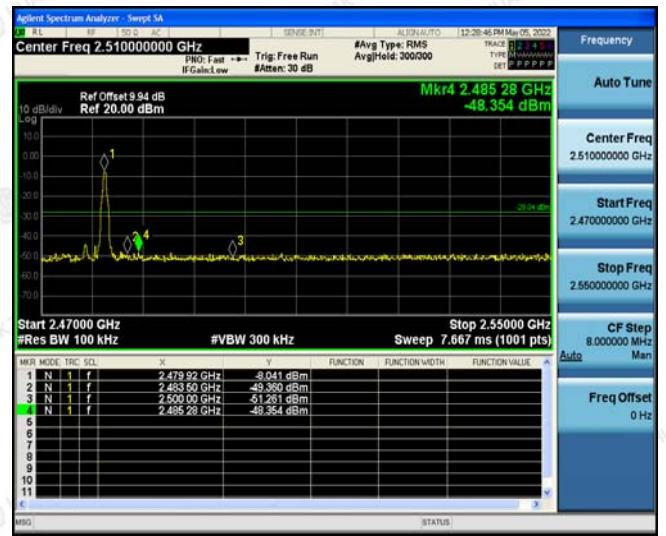 Agilent Spectrum Analyzer - Swept SA
RL RF 50 Ω AC SENSE:INT ALIGNAUTO 12:28:46 PM May 05, 2022
Center Freq 2.510000000 GHz
PNO: Fast Trig: Free Run #Avg Type: RMS TRACE 1 2 3 4 5 6
IFGain:Low #Atten: 30 dB Avg|Hold: 300/300 TYPE M
DET P P P P P P
Frequency
Auto Tune
Center Freq
2.510000000 GHz
Start Freq
2.470000000 GHz
Stop Freq
2.550000000 GHz
CF Step
8.000000 MHz
Auto Man
Freq Offset
0 Hz
Mkr4 2.485 28 GHz
-48.354 dBm
Ref Offset 9.94 dB
10 dB/div Ref 20.00 dBm
Log
10.0
0.00
-10.0
-20.0
-30.0
-40.0
-50.0
-60.0
-70.0
1
2 4
3
-28.04 dBm
Start 2.47000 GHz Stop 2.55000 GHz
#Res BW 100 kHz #VBW 300 kHz Sweep 7.667 ms (1001 pts)
MKR MODE TRC SCL X Y FUNCTION FUNCTION WIDTH FUNCTION VALUE
1 N 1 f 2.479 92 GHz -8.041 dBm
2 N 1 f 2.483 50 GHz -49.360 dBm
3 N 1 f 2.500 00 GHz -51.261 dBm
4 N 1 f 2.485 28 GHz -48.354 dBm
5
6
7
8
9
10
11
MSG STATUS